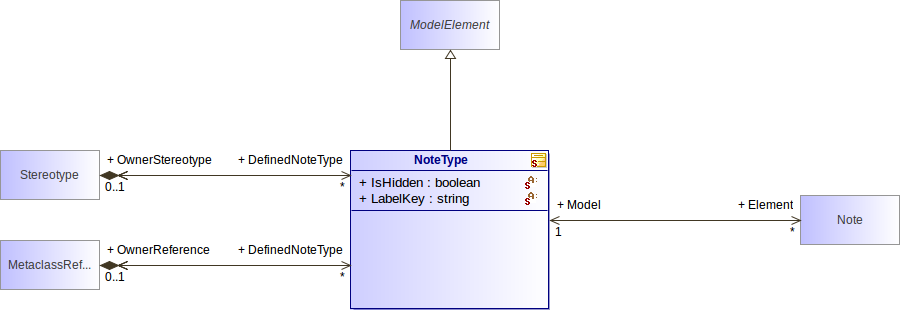 ModelElement
+ OwnerStereotype
+ DefinedNoteType
Stereotype
0..1
*
NoteType
+ IsHidden : boolean
+ LabelKey : string
+ Model
+ Element
1
*
Note
+ OwnerReference
+ DefinedNoteType
MetaclassRef...
0..1
*